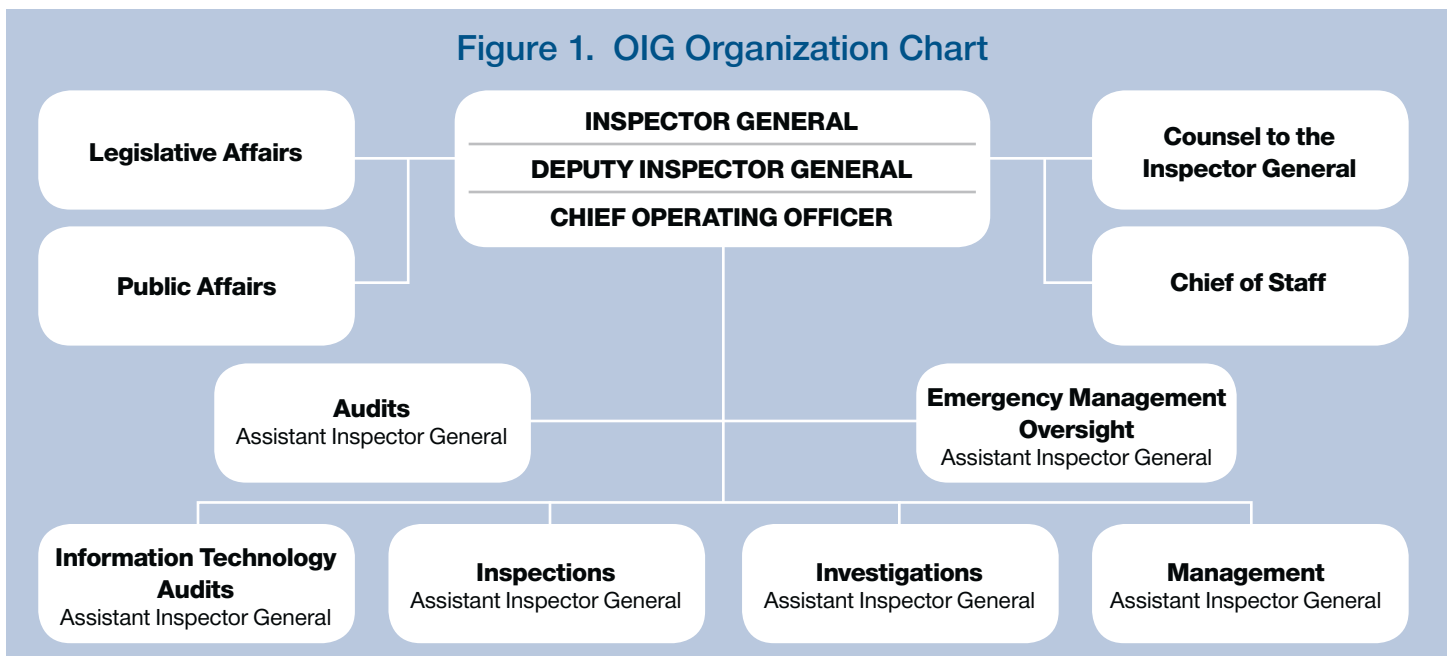 Figure 1. OIG Organization Chart
Legislative Affairs
INSPECTOR GENERAL
DEPUTY INSPECTOR GENERAL
CHIEF OPERATING OFFICER
Counsel to the
Inspector General
Public Affairs
Chief of Staff
Audits
Assistant Inspector General
Emergency Management
Oversight
Assistant Inspector General
Information Technology
Audits
Assistant Inspector General
Inspections
Assistant Inspector General
Investigations
Assistant Inspector General
Management
Assistant Inspector General